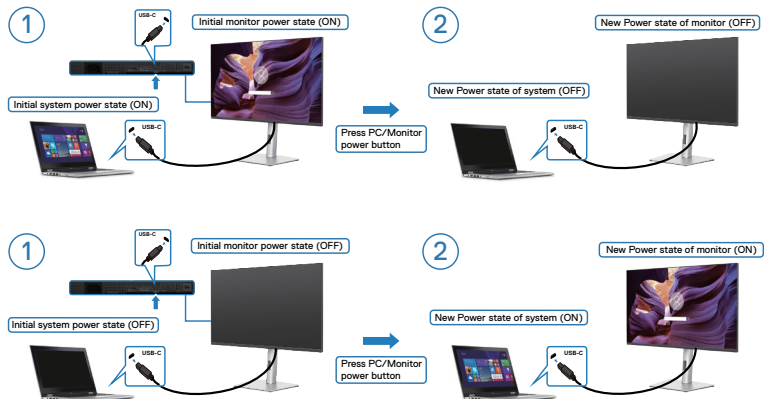 1
USB-C
Initial monitor power state (ON)
Initial system power state (ON)
USB-C
Press PC/Monitor
power button
2
New Power state of monitor (OFF)
New Power state of system (OFF)
USB-C
1
USB-C
Initial monitor power state (OFF)
Initial system power state (OFF)
USB-C
Press PC/Monitor
power button
2
New Power state of monitor (ON)
New Power state of system (ON)
USB-C